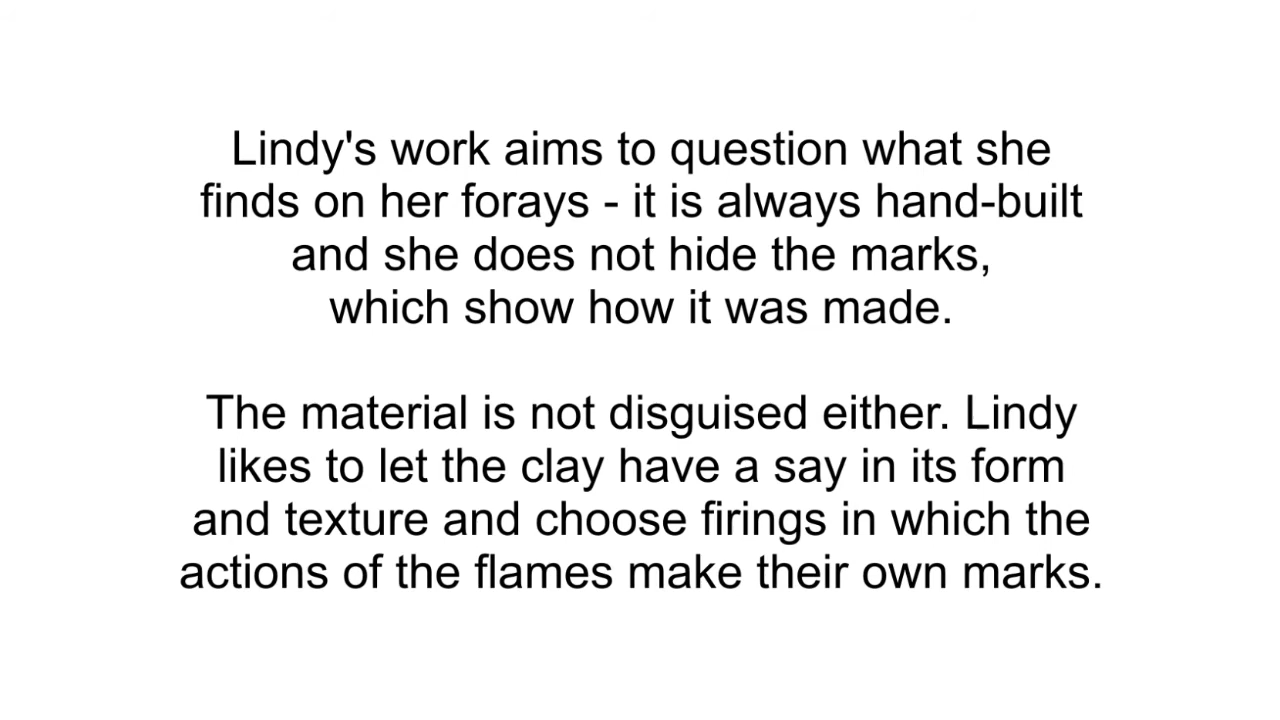 Lindy's work aims to question what she
finds on her forays - it is always hand-built
and she does not hide the marks,
which show how it was made.
The material is not disguised either. Lindy
likes to let the clay have a say in its form
and texture and choose firings in which the
actions of the flames make their own marks.